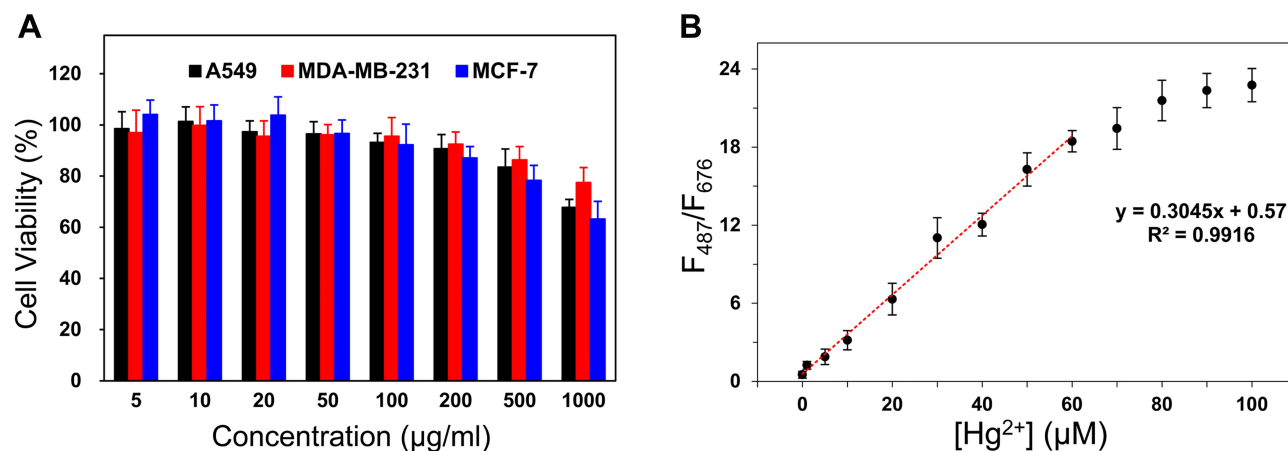 A
A549 MDA-MB-231 MCF-7
Cell Viability (%)
120
100
80
60
40
20
0
5 10 20 50 100 200 500 1000
Concentration (µg/ml)
B
F487/F676
24
18
12
6
0
y = 0.3045x + 0.57
R² = 0.9916
0 20 40 60 80 100
[Hg²⁺] (µM)